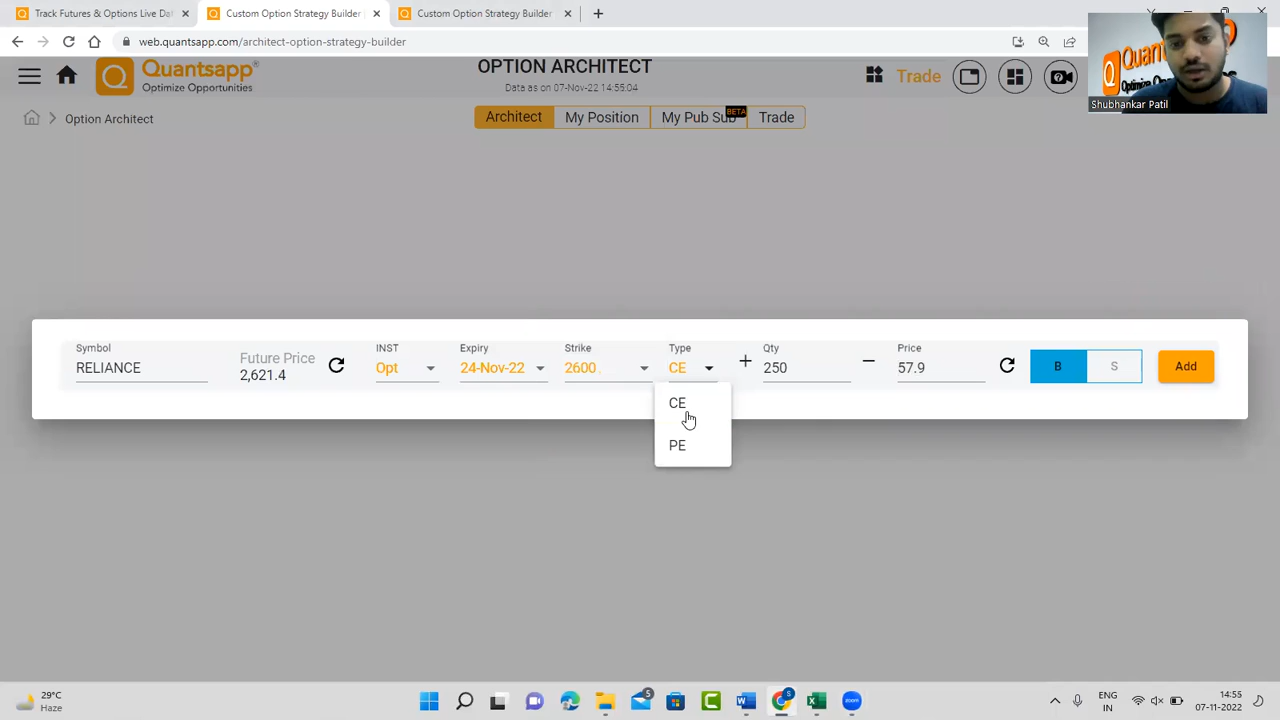 Track Futures & Options Live Dat
Custom Option Strategy Builder
Custom Option Strategy Builder
web.quantsapp.com/architect-option-strategy-builder
Quantsapp
Optimize Opportunities
OPTION ARCHITECT
Data as on 07-Nov-22 14:55:04
Trade
Shubhankar Patil
Option Architect
Architect
My Position
My Pub Sub
BETA
Trade
Symbol
RELIANCE
Future Price
2,621.4
INST
Opt
Expiry
24-Nov-22
Strike
2600
Type
CE
Qty
250
Price
57.9
B
S
Add
CE
PE
29°C
Haze
5
S
zoom
ENG
IN
14:55
07-11-2022